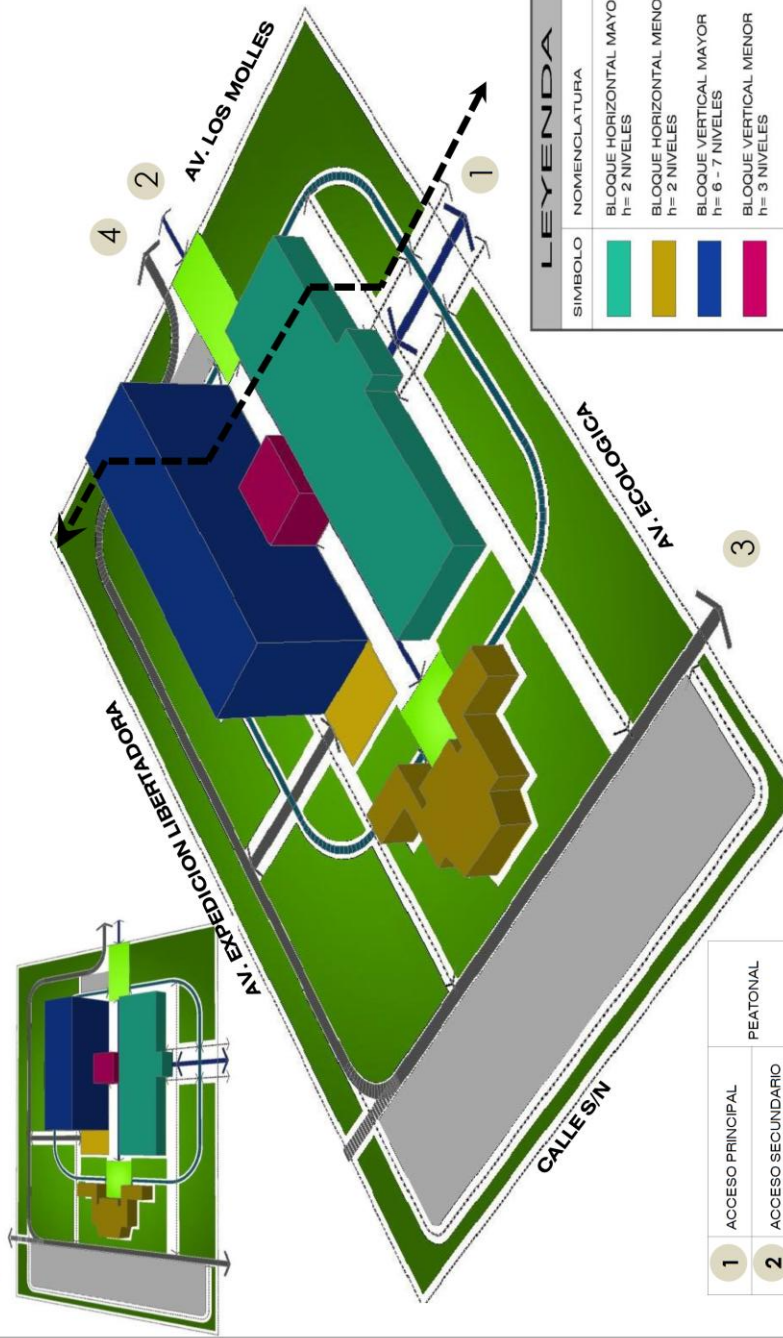 AV. LOS MOLLES
2
4
1
AV. EXPEDICION LIBERTADORA
AV. ECOLOGICA
3
CALLE S/N
LEYENDA
SIMBOLO NOMENCLATURA
BLOQUE HORIZONTAL MAYO
h= 2 NIVELES
BLOQUE HORIZONTAL MENO
h= 2 NIVELES
BLOQUE VERTICAL MAYOR
h= 6 - 7 NIVELES
BLOQUE VERTICAL MENOR
h= 3 NIVELES
1 ACCESO PRINCIPAL
PEATONAL
2 ACCESO SECUNDARIO